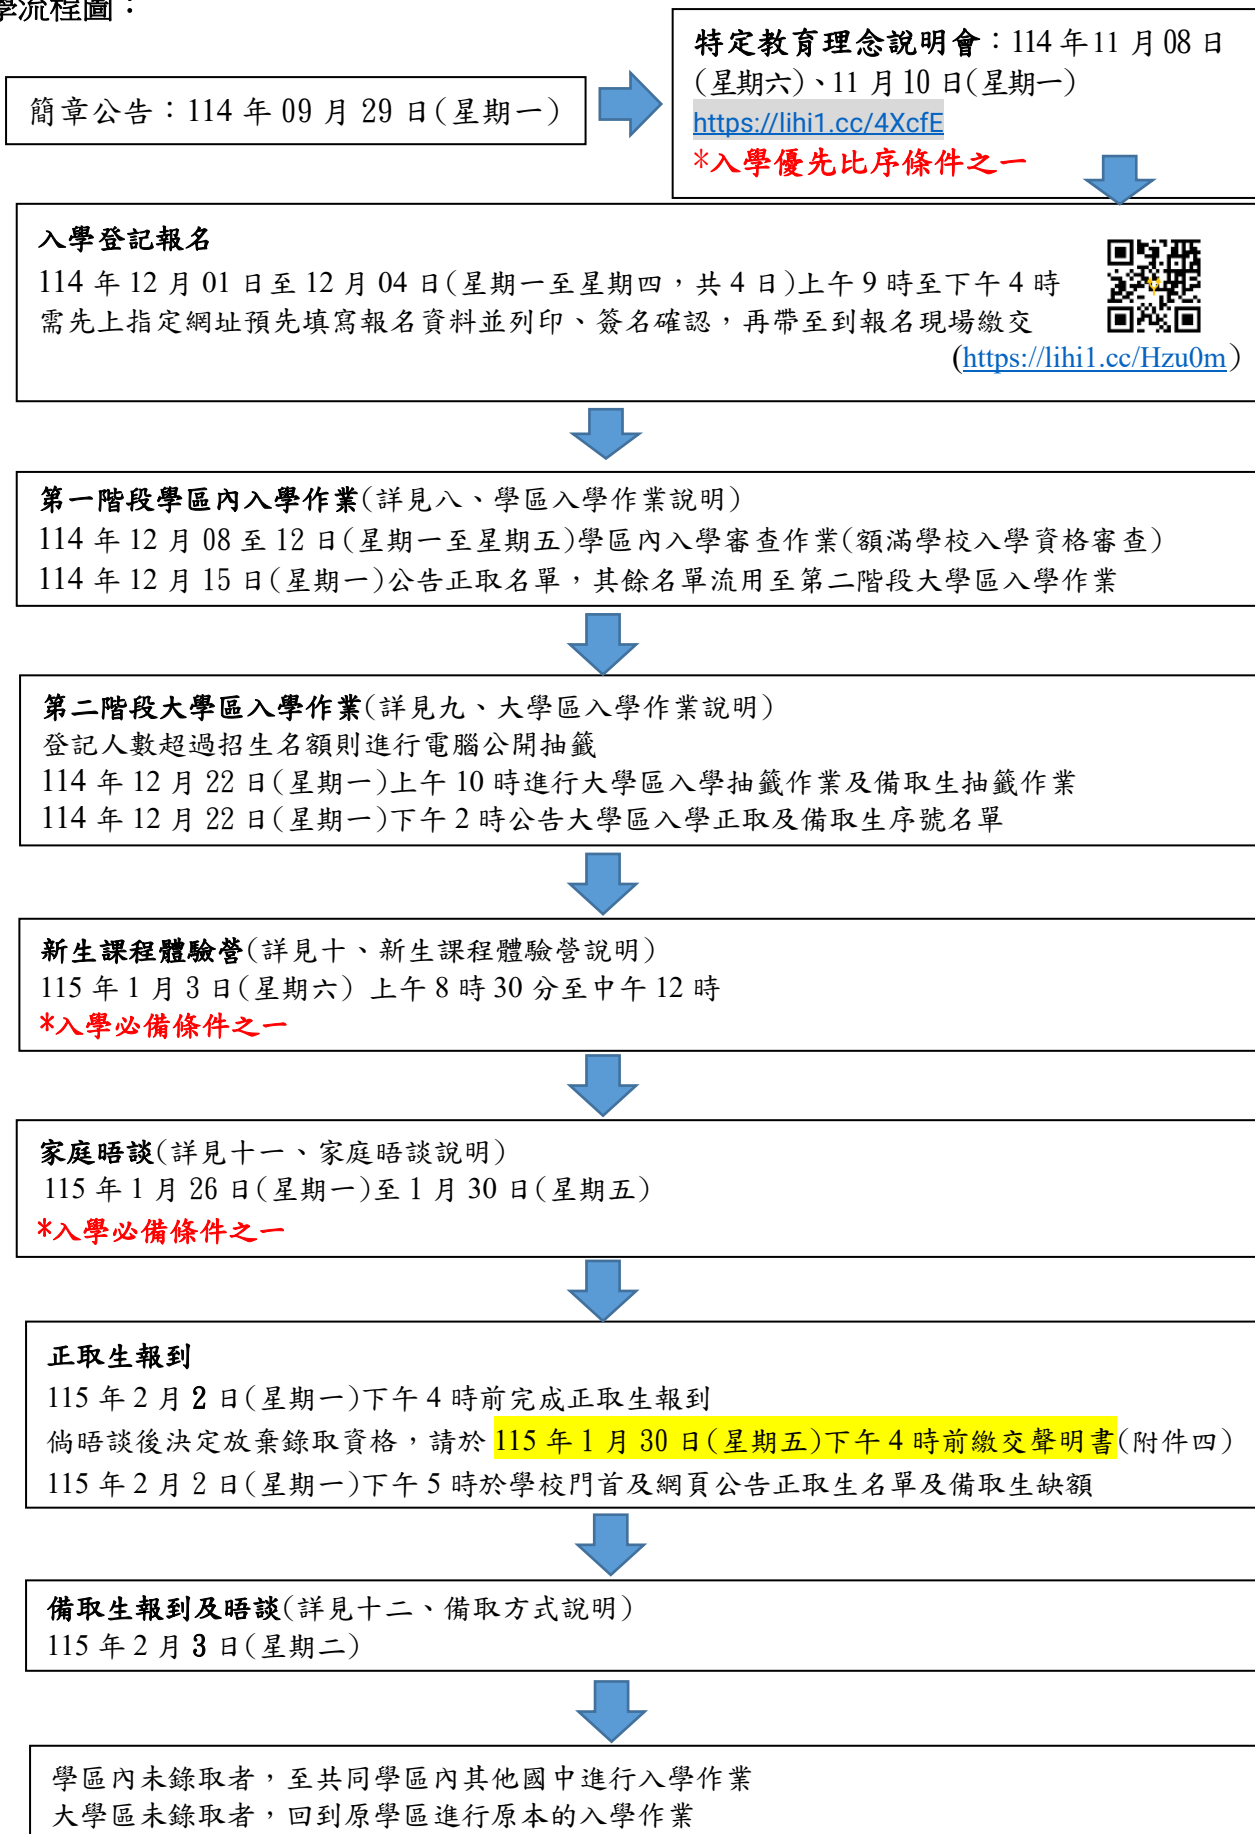 學流程圖：
簡章公告：114 年 09 月 29 日(星期一)
特定教育理念說明會：114 年 11 月 08 日
(星期六)、11 月 10 日(星期一)
https://lihi1.cc/4XcfE
*入學優先比序條件之一
入學登記報名
114 年 12 月 01 日至 12 月 04 日(星期一至星期四，共 4 日)上午 9 時至下午 4 時
需先上指定網址預先填寫報名資料並列印、簽名確認，再帶至到報名現場繳交
(https://lihi1.cc/Hzu0m)
第一階段學區內入學作業(詳見八、學區入學作業說明)
114 年 12 月 08 至 12 日(星期一至星期五)學區內入學審查作業(額滿學校入學資格審查)
114 年 12 月 15 日(星期一)公告正取名單，其餘名單流用至第二階段大學區入學作業
第二階段大學區入學作業(詳見九、大學區入學作業說明)
登記人數超過招生名額則進行電腦公開抽籤
114 年 12 月 22 日(星期一)上午 10 時進行大學區入學抽籤作業及備取生抽籤作業
114 年 12 月 22 日(星期一)下午 2 時公告大學區入學正取及備取生序號名單
新生課程體驗營(詳見十、新生課程體驗營說明)
115 年 1 月 3 日(星期六) 上午 8 時 30 分至中午 12 時
*入學必備條件之一
家庭晤談(詳見十一、家庭晤談說明)
115 年 1 月 26 日(星期一)至 1 月 30 日(星期五)
*入學必備條件之一
正取生報到
115 年 2 月 2 日(星期一)下午 4 時前完成正取生報到
倘晤談後決定放棄錄取資格，請於 115 年 1 月 30 日(星期五)下午 4 時前繳交聲明書(附件四)
115 年 2 月 2 日(星期一)下午 5 時於學校門首及網頁公告正取生名單及備取生缺額
備取生報到及晤談(詳見十二、備取方式說明)
115 年 2 月 3 日(星期二)
學區內未錄取者，至共同學區內其他國中進行入學作業
大學區未錄取者，回到原學區進行原本的入學作業